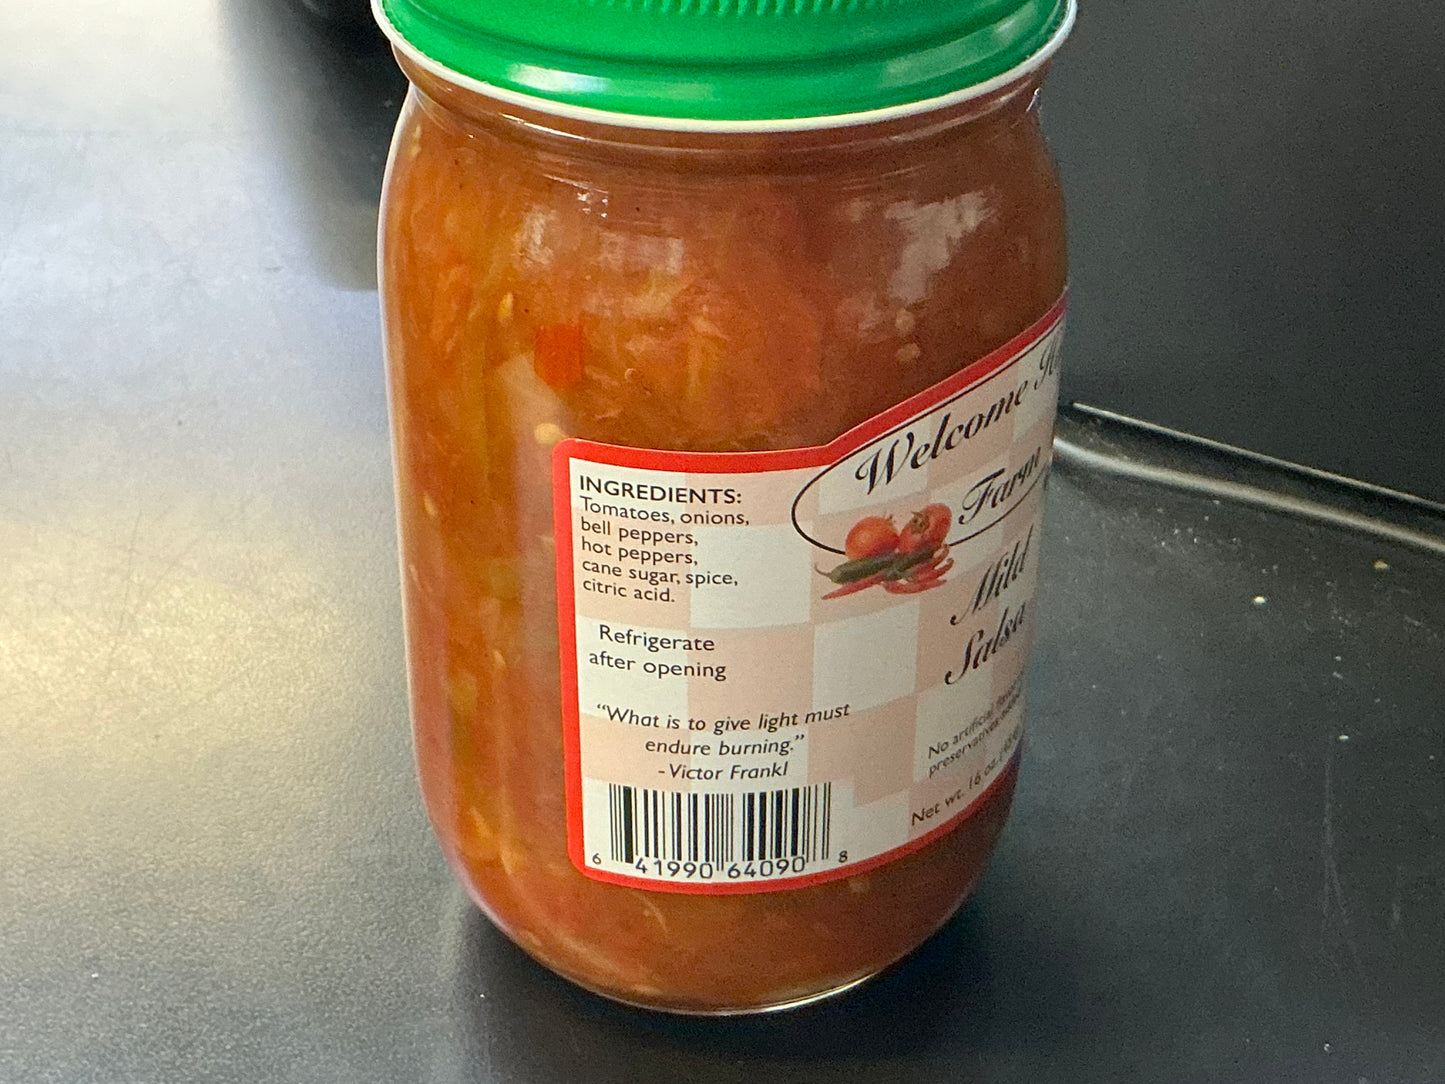 INGREDIENTS:
Tomatoes, onions,
bell peppers,
hot peppers,
cane sugar, spice,
citric acid.
Refrigerate
after opening
“What is to give light must
endure burning.”
- Victor Frankl
6 41990 64090 8
Welcome
Farm
Mild
Salsa
No artificial
preservatives
Net wt. 16 oz.